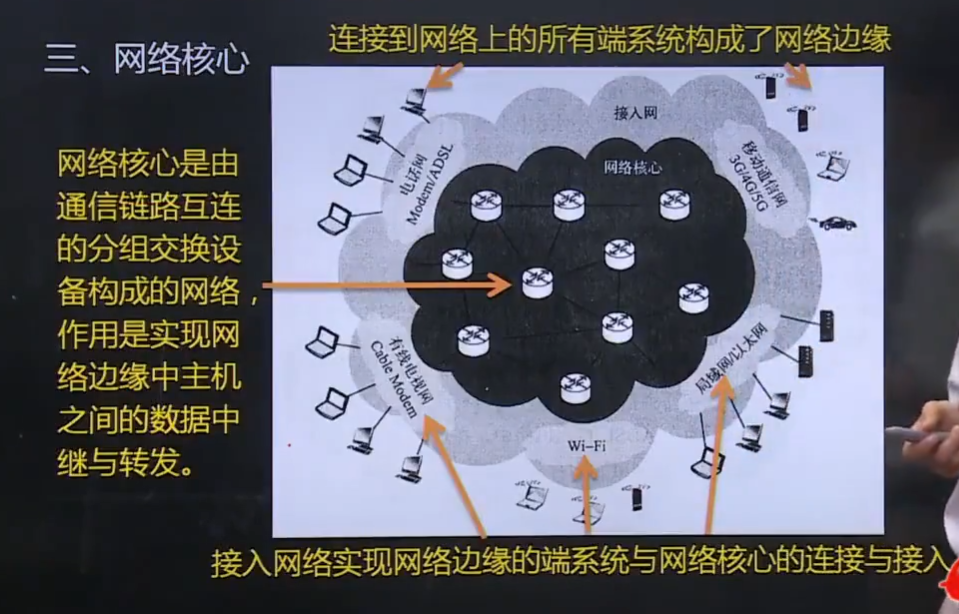 三、网络核心
连接到网络上的所有端系统构成了网络边缘
网络核心是由
通信链路互连
的分组交换设
备构成的网络，
作用是实现网
络边缘中主机
之间的数据中
继与转发。
接入网
网络核心
电话网
Modem/ADSL
移动通信网
3G/4G/5G
有线电视网
Cable Modem
局域网/以太网
Wi-Fi
接入网络实现网络边缘的端系统与网络核心的连接与接入